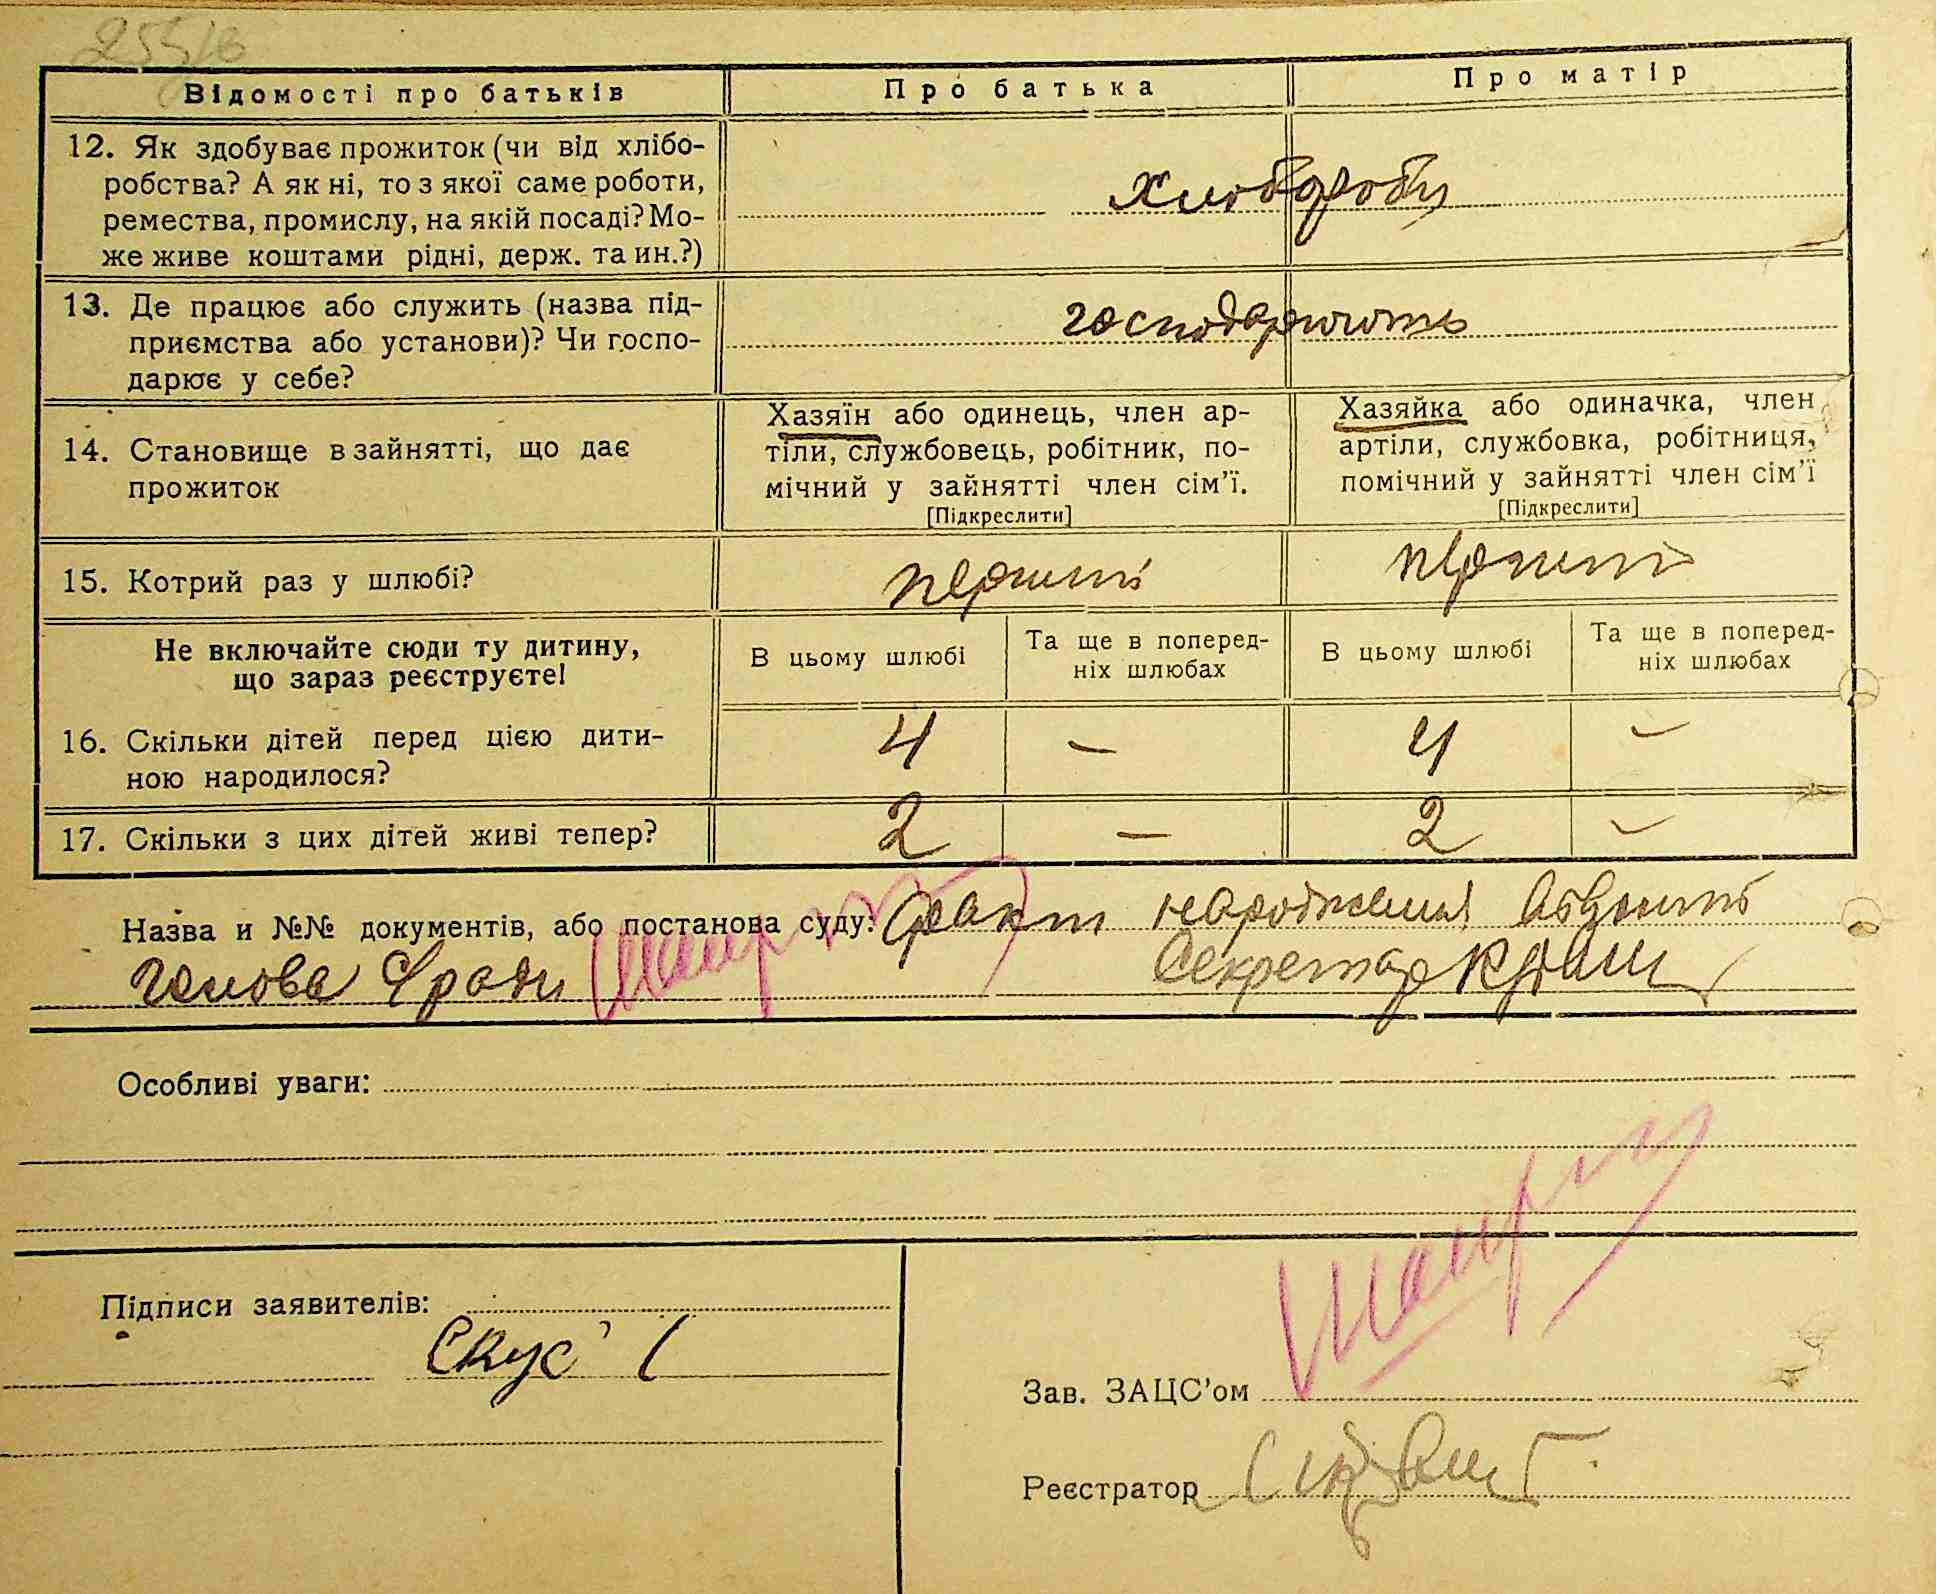 255/в
Відомості про батьків
Про батька
Про матір
12. Як здобуває прожиток (чи від хлібо-
робства? А як ні, то з якої саме роботи,
ремества, промислу, на якій посаді? Мо-
же живе коштами рідні, держ. та ин.?)
хлібороби
13. Де працює або служить (назва під-
приємства або установи)? Чи госпо-
дарює у себе?
господарюють
14. Становище в зайнятті, що дає
прожиток
Хазяїн або одинець, член ар-
тіли, службовець, робітник, по-
мічний у зайнятті член сім'ї.
[Підкреслити]
Хазяйка або одиначка, член
артіли, службовка, робітниця,
помічний у зайнятті член сім'ї
[Підкреслити]
15. Котрий раз у шлюбі?
перший
перший
Не включайте сюди ту дитину,
що зараз реєструєте!
В цьому шлюбі
Та ще в поперед-
ніх шлюбах
В цьому шлюбі
Та ще в поперед-
ніх шлюбах
16. Скільки дітей перед цією дити-
ною народилося?
4 – 4 –
17. Скільки з цих дітей живі тепер?
2 – 2 –
Назва и №№ документів, або постанова суду: факт народження
Голова С ради Секретар
Особливі уваги:
Підписи заявителів:
Скус
Зав. ЗАЦС'ом
Реєстратор